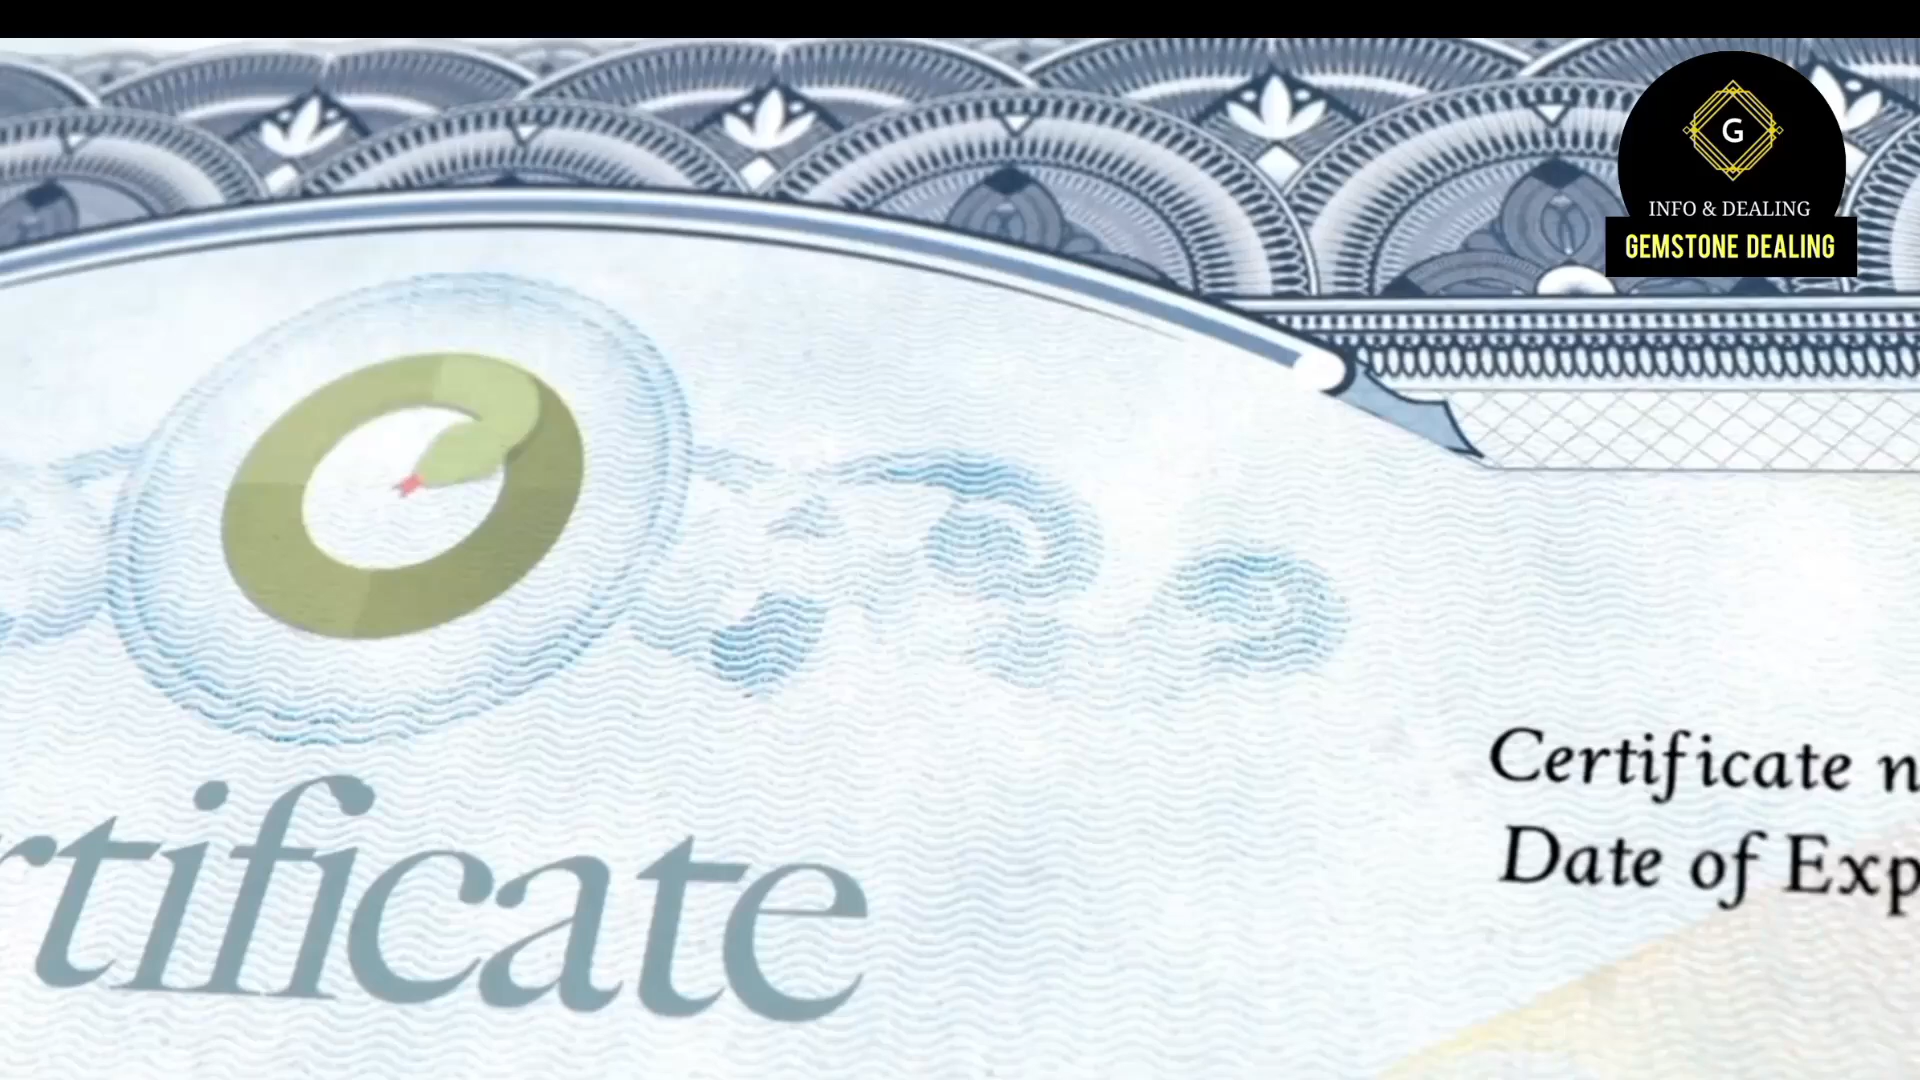 G
INFO & DEALING
GEMSTONE DEALING
Certificate n
Date of Exp
rtificate